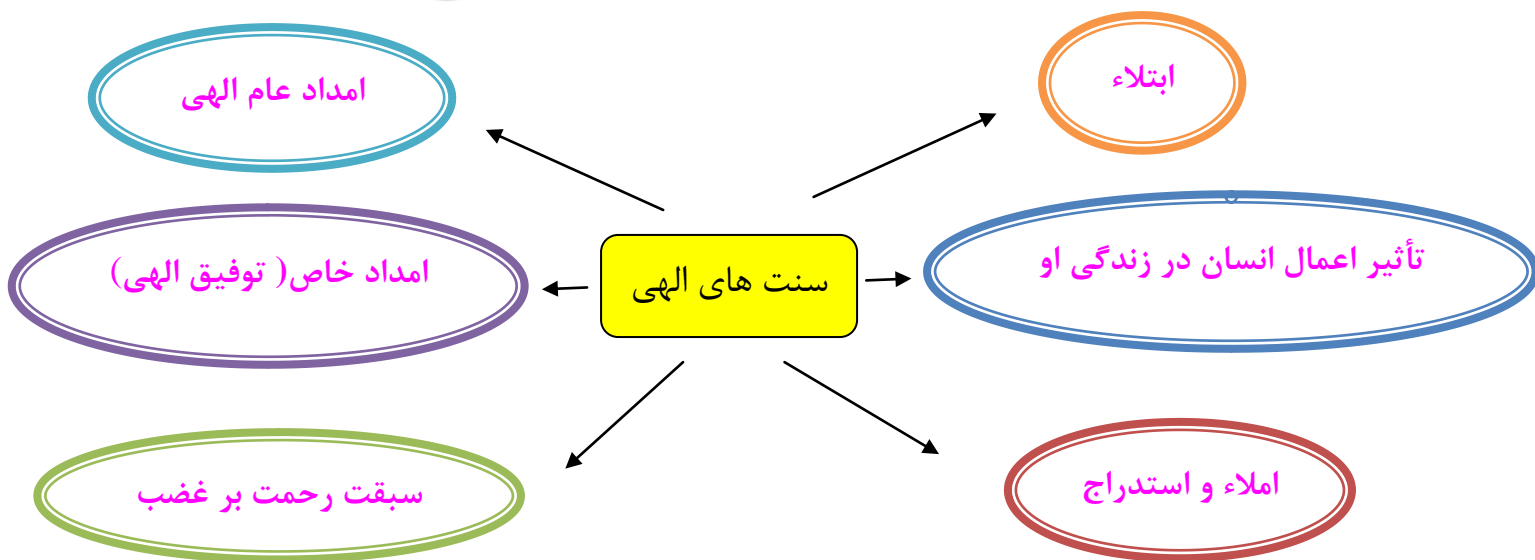 ابتلاء
امداد عام الهی
تأثیر اعمال انسان در زندگی او
سنت های الهی
امداد خاص( توفیق الهی)
املاء و استدراج
سبقت رحمت بر غضب